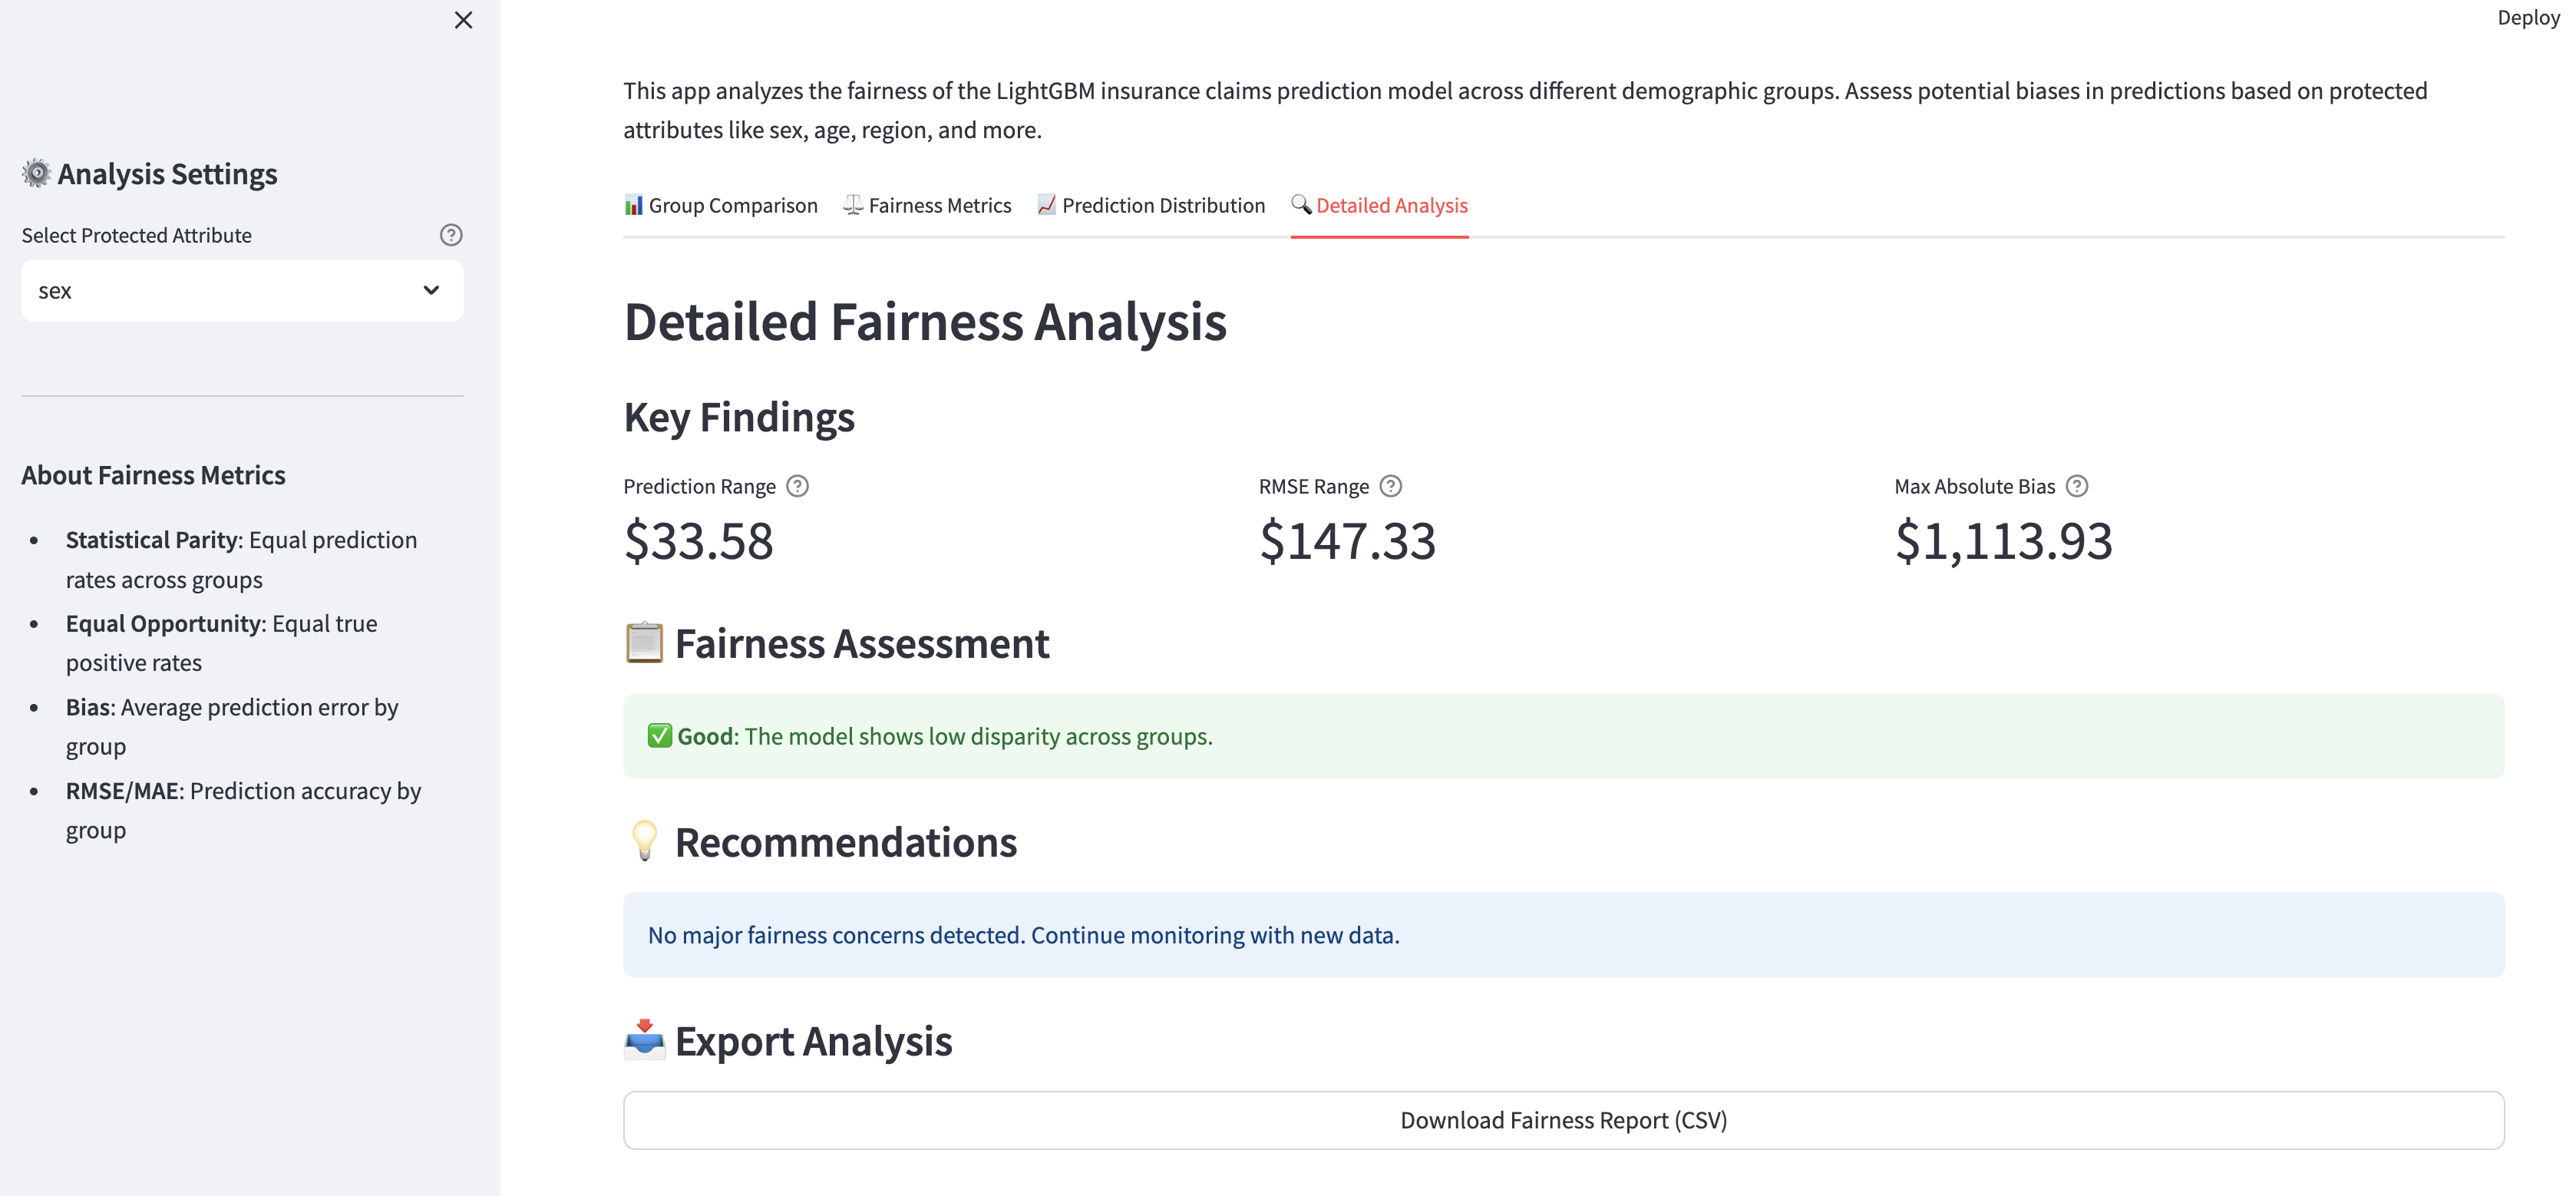 Deploy
⚙️ Analysis Settings
Select Protected Attribute
sex
About Fairness Metrics
• Statistical Parity: Equal prediction
rates across groups
• Equal Opportunity: Equal true
positive rates
• Bias: Average prediction error by
group
• RMSE/MAE: Prediction accuracy by
group
This app analyzes the fairness of the LightGBM insurance claims prediction model across different demographic groups. Assess potential biases in predictions based on protected
attributes like sex, age, region, and more.
📊 Group Comparison ⚖️ Fairness Metrics 📈 Prediction Distribution 🔍 Detailed Analysis
Detailed Fairness Analysis
Key Findings
Prediction Range RMSE Range Max Absolute Bias
$33.58 $147.33 $1,113.93
📋 Fairness Assessment
✅ Good: The model shows low disparity across groups.
💡 Recommendations
No major fairness concerns detected. Continue monitoring with new data.
📥 Export Analysis
Download Fairness Report (CSV)